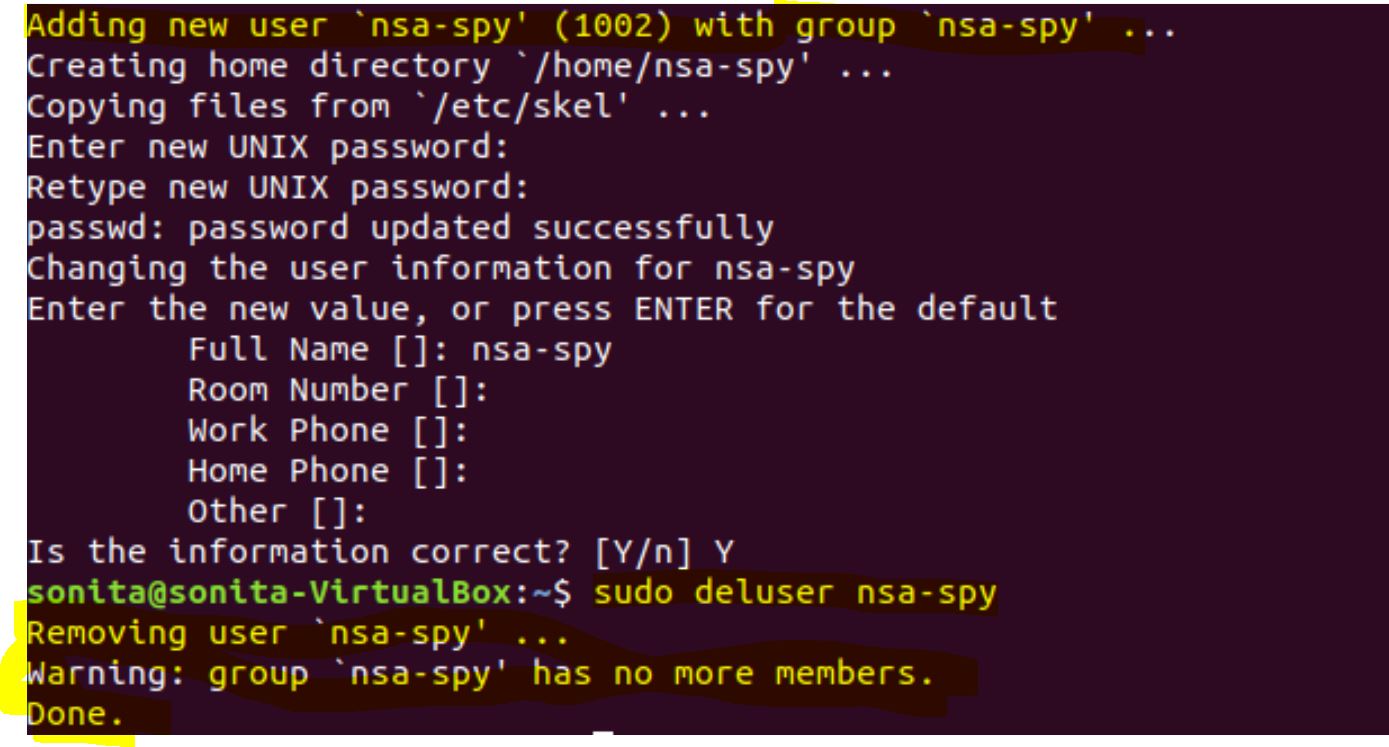 Adding new user `nsa-spy' (1002) with group `nsa-spy' ...
Creating home directory `/home/nsa-spy' ...
Copying files from `/etc/skel' ...
Enter new UNIX password:
Retype new UNIX password:
passwd: password updated successfully
Changing the user information for nsa-spy
Enter the new value, or press ENTER for the default
        Full Name []: nsa-spy
        Room Number []:
        Work Phone []:
        Home Phone []:
        Other []:
Is the information correct? [Y/n] Y
sonita@sonita-VirtualBox:~$ sudo deluser nsa-spy
Removing user `nsa-spy' ...
Warning: group `nsa-spy' has no more members.
Done.